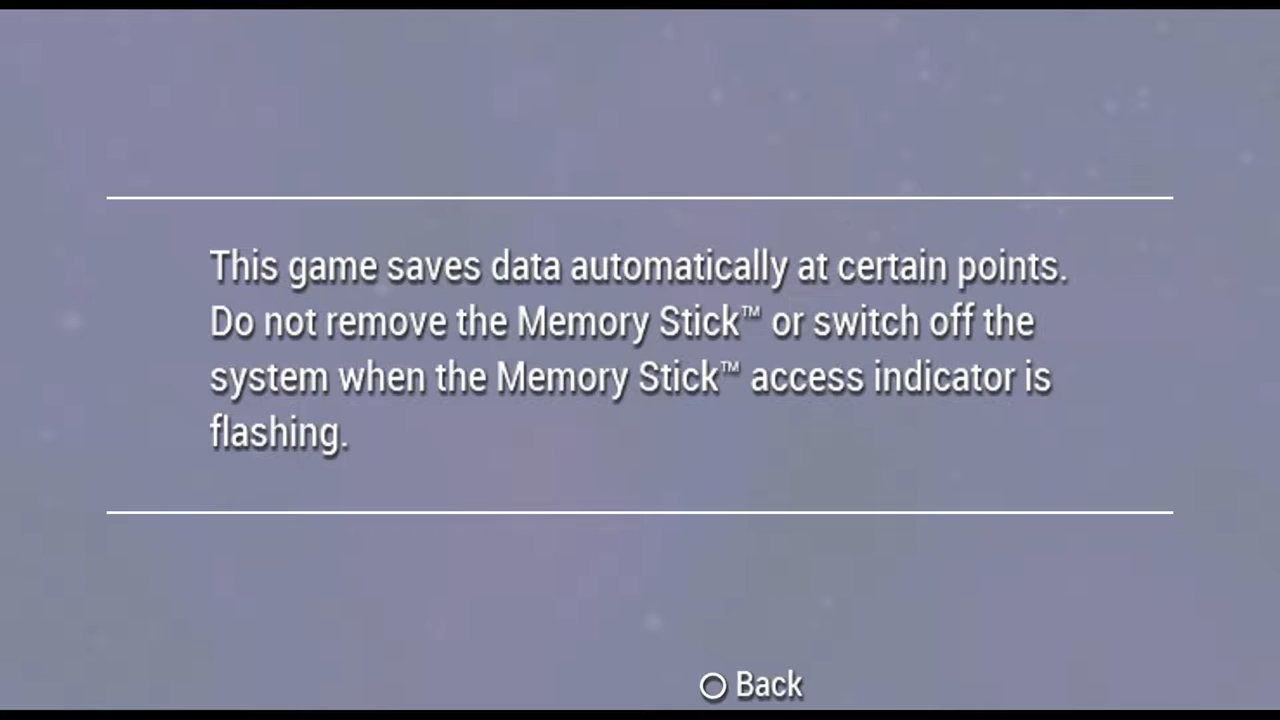 This game saves data automatically at certain points.
Do not remove the Memory Stick™ or switch off the
system when the Memory Stick™ access indicator is
flashing.
Back